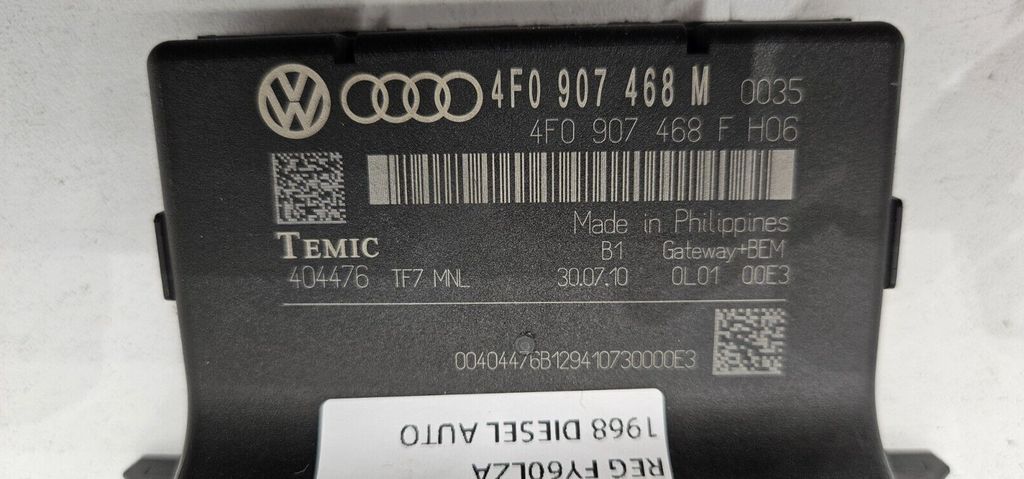 4F0 907 468 M 0035
4F0 907 468 F H06
Made in Philippines
TEMIC B1 Gateway+BEM
404476 TF7 MNL 30.07.10 0L01 00E3
00404476B129410730000E3
REG FY60LZA
1968 DIESEL AUTO